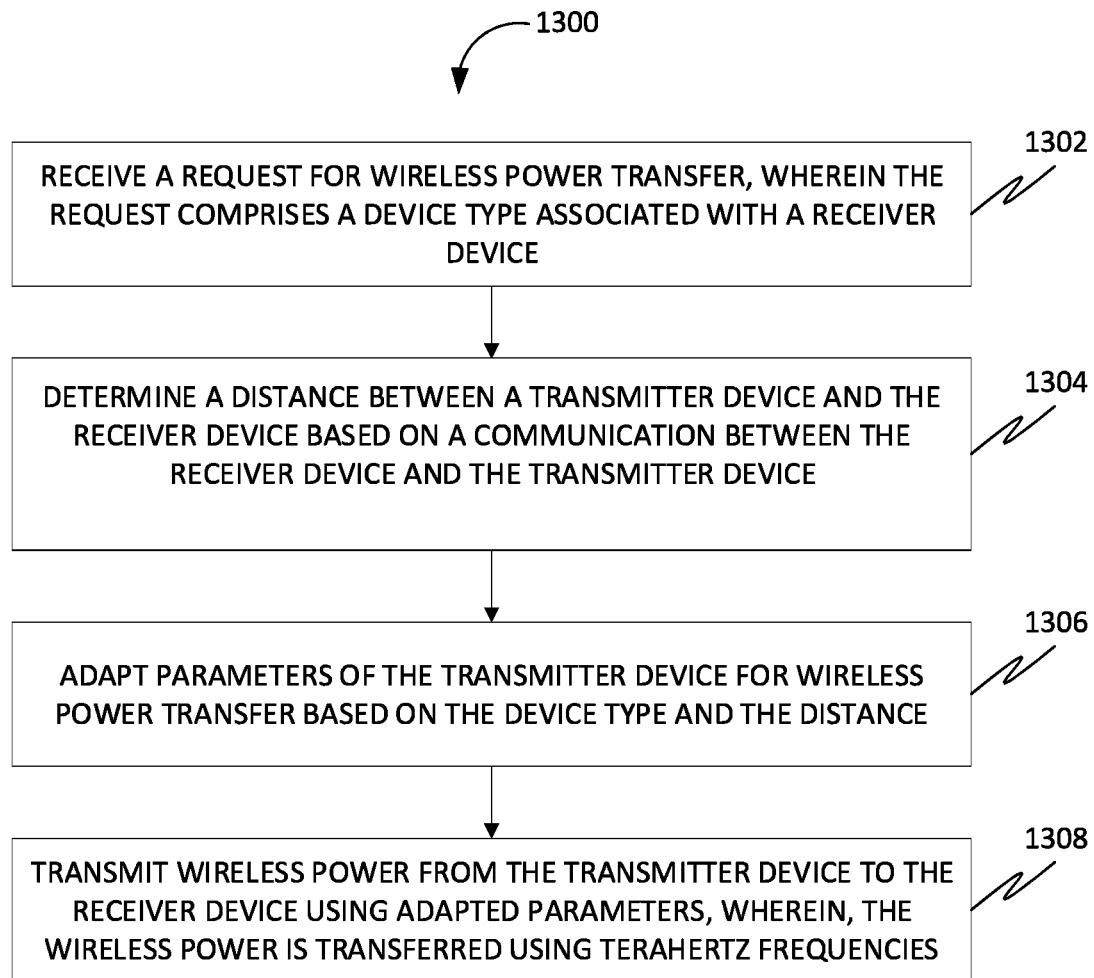 1300
1302
RECEIVE A REQUEST FOR WIRELESS POWER TRANSFER, WHEREIN THE
REQUEST COMPRISES A DEVICE TYPE ASSOCIATED WITH A RECEIVER
DEVICE
1304
DETERMINE A DISTANCE BETWEEN A TRANSMITTER DEVICE AND THE
RECEIVER DEVICE BASED ON A COMMUNICATION BETWEEN THE
RECEIVER DEVICE AND THE TRANSMITTER DEVICE
1306
ADAPT PARAMETERS OF THE TRANSMITTER DEVICE FOR WIRELESS
POWER TRANSFER BASED ON THE DEVICE TYPE AND THE DISTANCE
1308
TRANSMIT WIRELESS POWER FROM THE TRANSMITTER DEVICE TO THE
RECEIVER DEVICE USING ADAPTED PARAMETERS, WHEREIN, THE
WIRELESS POWER IS TRANSFERRED USING TERAHERTZ FREQUENCIES